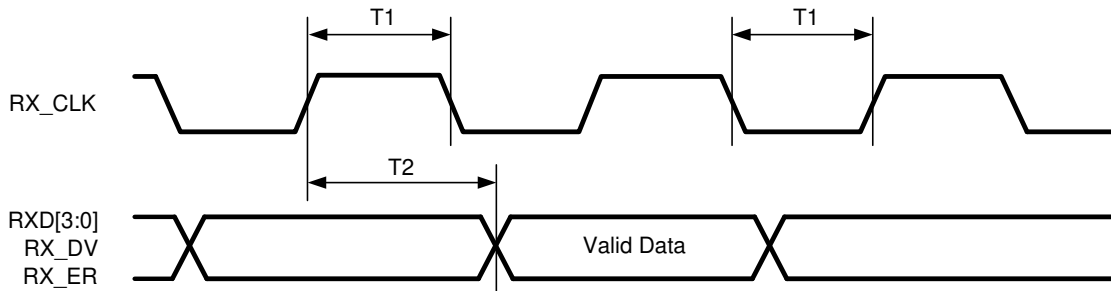 T1
T1
RX_CLK
T2
RXD[3:0]
RX_DV
Valid Data
RX_ER